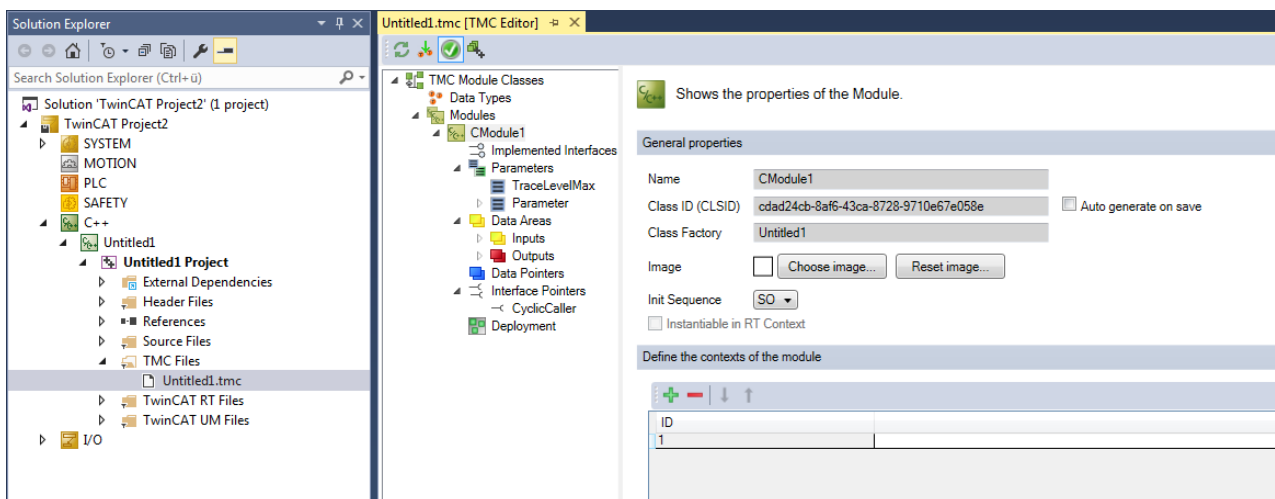 Solution Explorer
Search Solution Explorer (Ctrl+ü)
Solution 'TwinCAT Project2' (1 project)
TwinCAT Project2
SYSTEM
MOTION
PLC
SAFETY
C++
Untitled1
Untitled1 Project
External Dependencies
Header Files
References
Source Files
TMC Files
Untitled1.tmc
TwinCAT RT Files
TwinCAT UM Files
I/O
Untitled1.tmc [TMC Editor]
TMC Module Classes
Data Types
Modules
CModule1
Implemented Interfaces
Parameters
TraceLevelMax
Parameter
Data Areas
Inputs
Outputs
Data Pointers
Interface Pointers
CyclicCaller
Deployment
Shows the properties of the Module.
General properties
Name CModule1
Class ID (CLSID) cdad24cb-8af6-43ca-8728-9710e67e058e Auto generate on save
Class Factory Untitled1
Image Choose image... Reset image...
Init Sequence SO
Instantiable in RT Context
Define the contexts of the module
ID
1